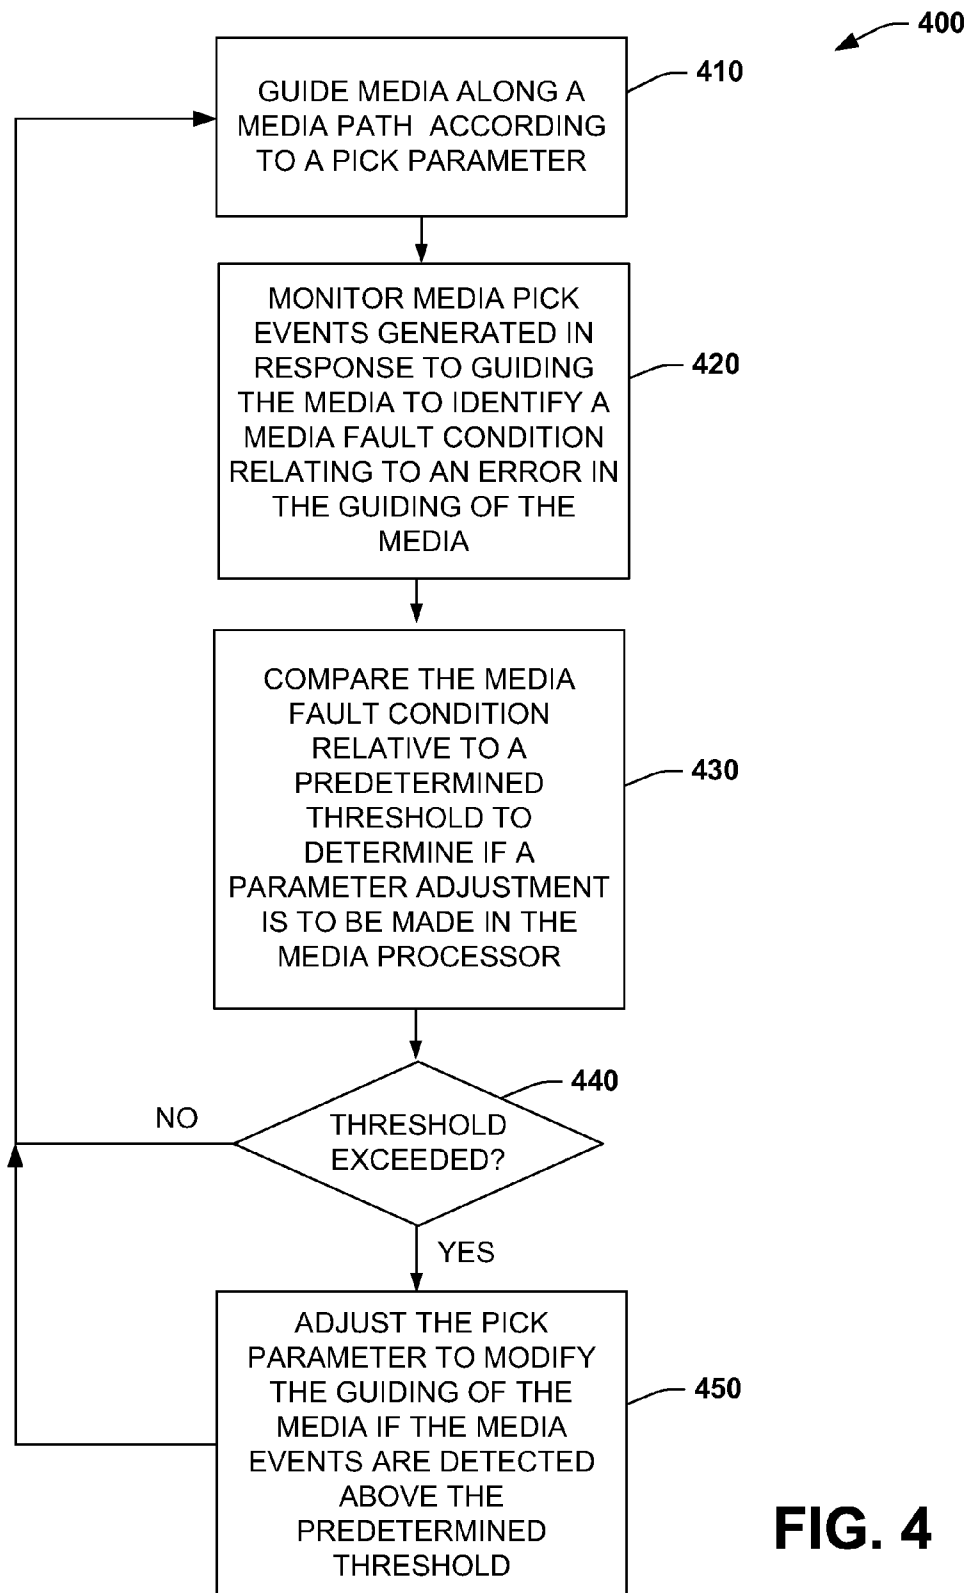 400
GUIDE MEDIA ALONG A
MEDIA PATH ACCORDING
TO A PICK PARAMETER
410
MONITOR MEDIA PICK
EVENTS GENERATED IN
RESPONSE TO GUIDING
THE MEDIA TO IDENTIFY A
MEDIA FAULT CONDITION
RELATING TO AN ERROR IN
THE GUIDING OF THE
MEDIA
420
COMPARE THE MEDIA
FAULT CONDITION
RELATIVE TO A
PREDETERMINED
THRESHOLD TO
DETERMINE IF A
PARAMETER ADJUSTMENT
IS TO BE MADE IN THE
MEDIA PROCESSOR
430
440
THRESHOLD
EXCEEDED?
NO
YES
ADJUST THE PICK
PARAMETER TO MODIFY
THE GUIDING OF THE
MEDIA IF THE MEDIA
EVENTS ARE DETECTED
ABOVE THE
PREDETERMINED
THRESHOLD
450
FIG. 4